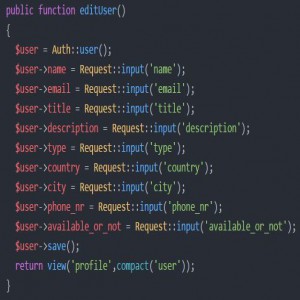 public function editUser()
{
$user = Auth::user();
$user->name = Request::input('name');
$user->email = Request::input('email');
$user->title = Request::input('title');
$user->description = Request::input('description');
$user->type = Request::input('type');
$user->country = Request::input('country');
$user->city = Request::input('city');
$user->phone_nr = Request::input('phone_nr');
$user->available_or_not = Request::input('available_or_not');
$user->save();
return view('profile',compact('user'));
}